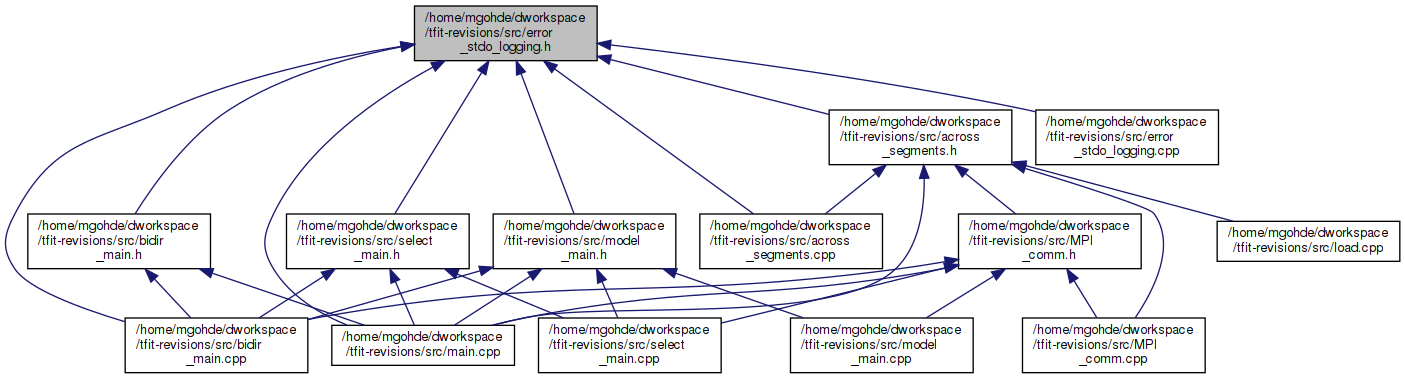 /home/mgohde/dworkspace
/tfit-revisions/src/error
_stdo_logging.h
/home/mgohde/dworkspace
/tfit-revisions/src/across
_segments.h
/home/mgohde/dworkspace
/tfit-revisions/src/error
_stdo_logging.cpp
/home/mgohde/dworkspace
/tfit-revisions/src/bidir
_main.h
/home/mgohde/dworkspace
/tfit-revisions/src/select
_main.h
/home/mgohde/dworkspace
/tfit-revisions/src/model
_main.h
/home/mgohde/dworkspace
/tfit-revisions/src/across
_segments.cpp
/home/mgohde/dworkspace
/tfit-revisions/src/MPI
_comm.h
/home/mgohde/dworkspace
/tfit-revisions/src/load.cpp
/home/mgohde/dworkspace
/tfit-revisions/src/bidir
_main.cpp
/home/mgohde/dworkspace
/tfit-revisions/src/main.cpp
/home/mgohde/dworkspace
/tfit-revisions/src/select
_main.cpp
/home/mgohde/dworkspace
/tfit-revisions/src/model
_main.cpp
/home/mgohde/dworkspace
/tfit-revisions/src/MPI
_comm.cpp